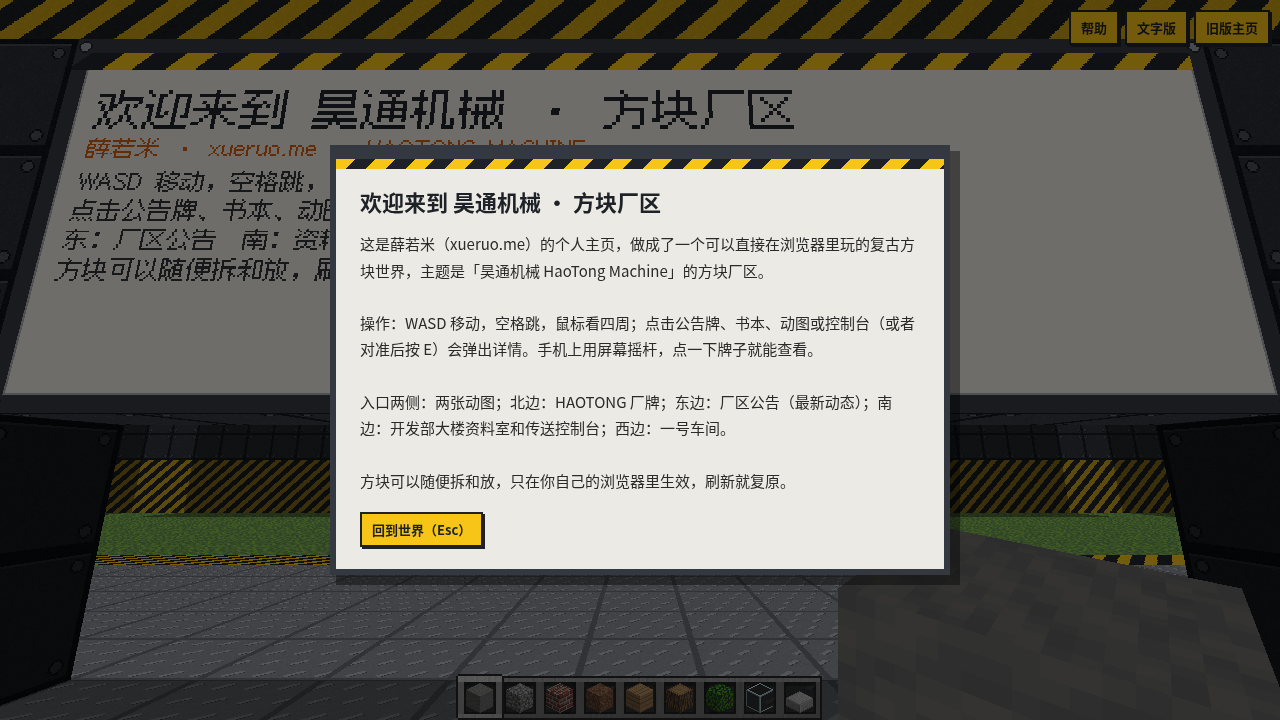 帮助
文字版
旧版主页
欢迎来到 昊通机械 · 方块厂区
薛若米 · xueruo.me
HAOTONG MACHINE
WASD 移动，空格跳，
点击公告牌、书本、动
东：厂区公告 南：资
方块可以随便拆和放，
欢迎来到 昊通机械 · 方块厂区
这是薛若米（xueruo.me）的个人主页，做成了一个可以直接在浏览器里玩的复古方
块世界，主题是「昊通机械 HaoTong Machine」的方块厂区。
操作：WASD 移动，空格跳，鼠标看四周；点击公告牌、书本、动图或控制台（或者
对准后按 E）会弹出详情。手机上用屏幕摇杆，点一下牌子就能查看。
入口两侧：两张动图；北边：HAOTONG 厂牌；东边：厂区公告（最新动态）；南
边：开发部大楼资料室和传送控制台；西边：一号车间。
方块可以随便拆和放，只在你自己的浏览器里生效，刷新就复原。
回到世界（Esc）